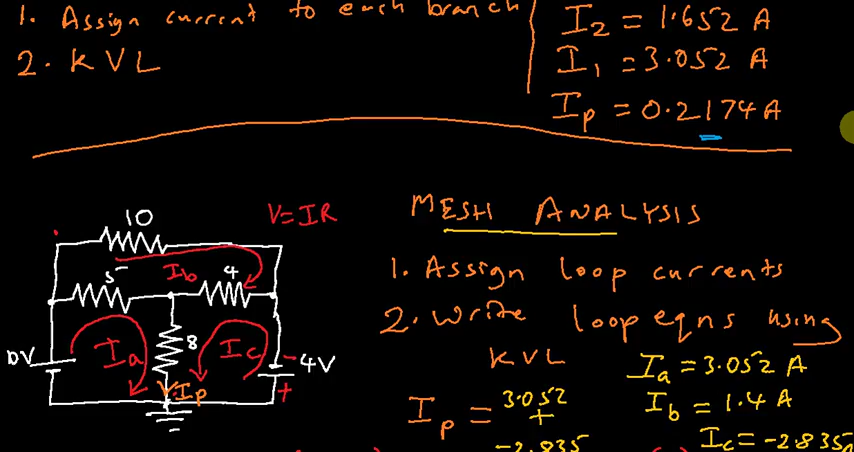 1. Assign current to each branch
2. KVL
I2 = 1.652 A
I1 = 3.052 A
Ip = 0.2174 A
MESH ANALYSIS
1. Assign loop currents
2. Write loop eqns using
KVL
Ia = 3.052 A
Ib = 1.4 A
Ic = -2.835A
Ip = 3.052
+
-2.835
V=IR
10
Ib
5
4
0V
Ia
8
Ic
-
4V
+
Ip